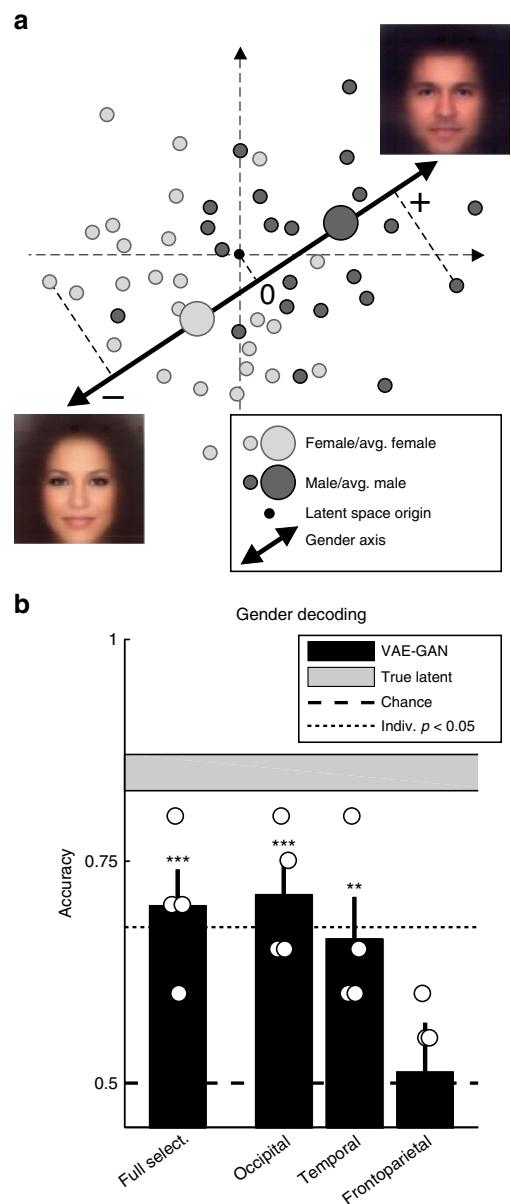 a
+
0
–
Female/avg. female
Male/avg. male
Latent space origin
Gender axis
b
Gender decoding
1
VAE-GAN
True latent
Chance
Indiv. p < 0.05
***
***
**
0.75
Accuracy
0.5
Full select.
Occipital
Temporal
Frontoparietal